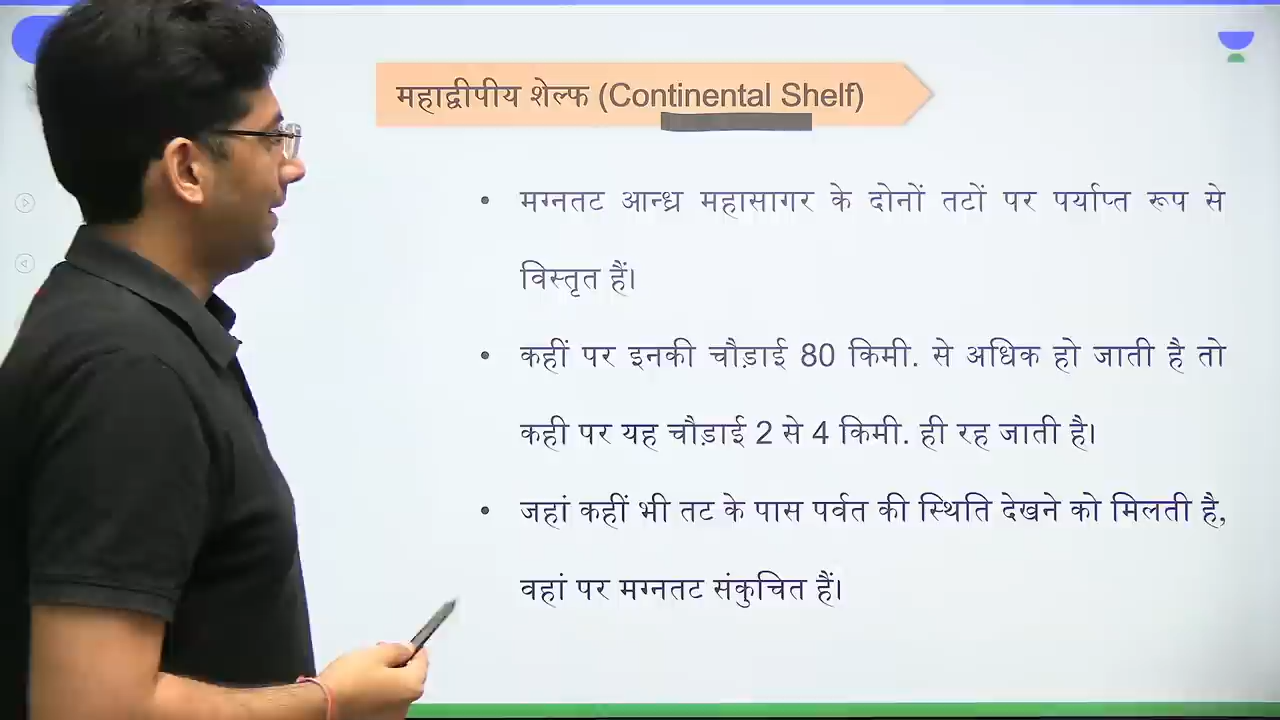 महाद्वीपीय शेल्फ (Continental Shelf)
• मग्नतट आन्ध्र महासागर के दोनों तटों पर पर्याप्त रूप से
विस्तृत हैं।
• कहीं पर इनकी चौड़ाई 80 किमी. से अधिक हो जाती है तो
कही पर यह चौड़ाई 2 से 4 किमी. ही रह जाती है।
• जहां कहीं भी तट के पास पर्वत की स्थिति देखने को मिलती है,
वहां पर मग्नतट संकुचित हैं।